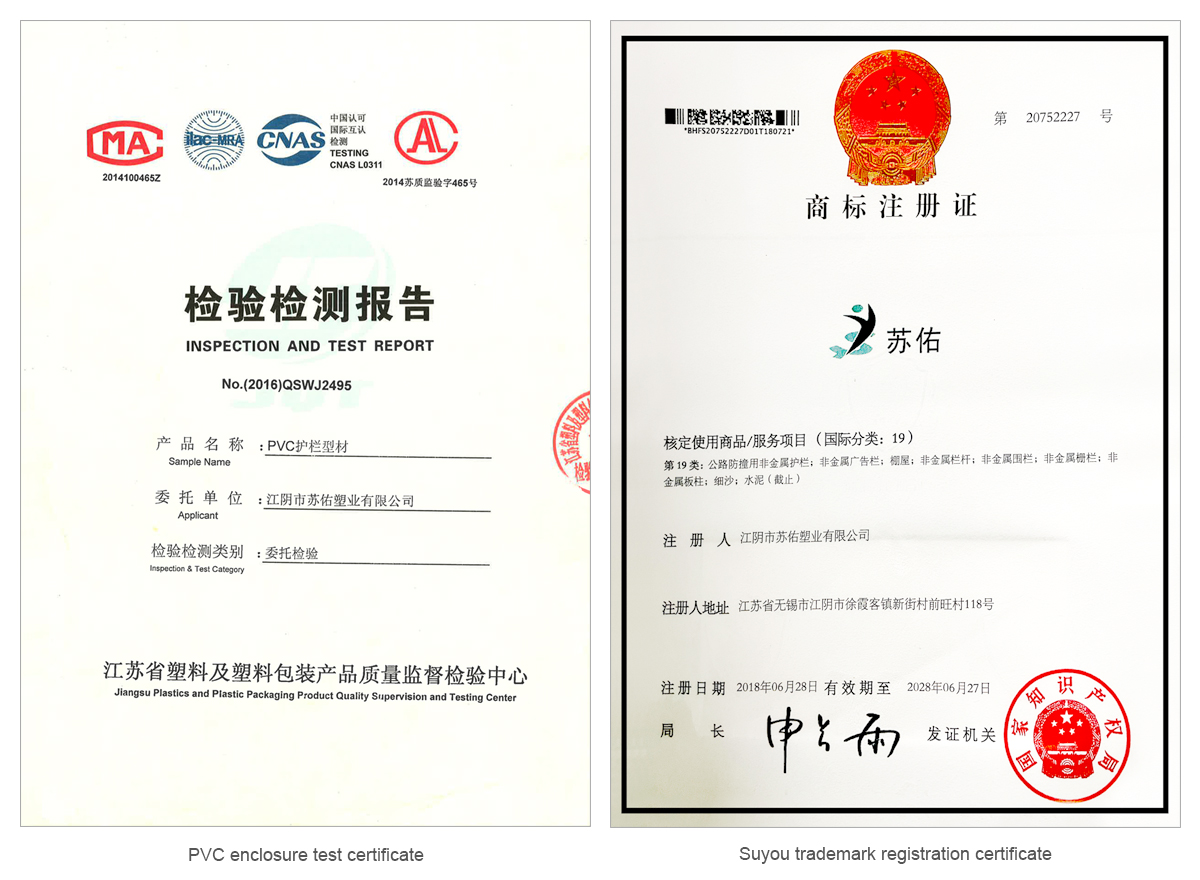 MA
2014100465Z
ilac-MRA
CNAS
中国认可
国际互认
检测
TESTING
CNAS L0311
AL
2014苏质监验字465号
检验检测报告
INSPECTION AND TEST REPORT
No.(2016)QSWJ2495
产品名称：PVC护栏型材
Sample Name
委托单位：江阴市苏佑塑业有限公司
Applicant
检验检测类别：委托检验
Inspection & Test Category
江苏省塑料及塑料包装产品质量监督检验中心
Jiangsu Plastics and Plastic Packaging Product Quality Supervision and Testing Center
PVC enclosure test certificate
*BHFS20752227D01T180721*
第 20752227 号
商标注册证
苏佑
核定使用商品/服务项目（国际分类：19）
第19类：公路防撞用非金属护栏；非金属广告栏；棚屋；非金属栏杆；非金属围栏；非金属栅栏；非
金属板柱；细沙；水泥（截止）
注册人 江阴市苏佑塑业有限公司
注册人地址 江苏省无锡市江阴市徐霞客镇新街村前旺村118号
注册日期 2018年06月28日 有效期至 2028年06月27日
局长 申长雨 发证机关
国家知识产权局
Suyou trademark registration certificate